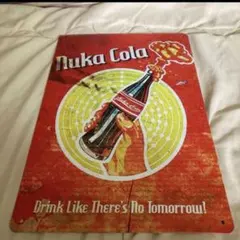 Nuka Cola
Drink Like There's No Tomorrow!